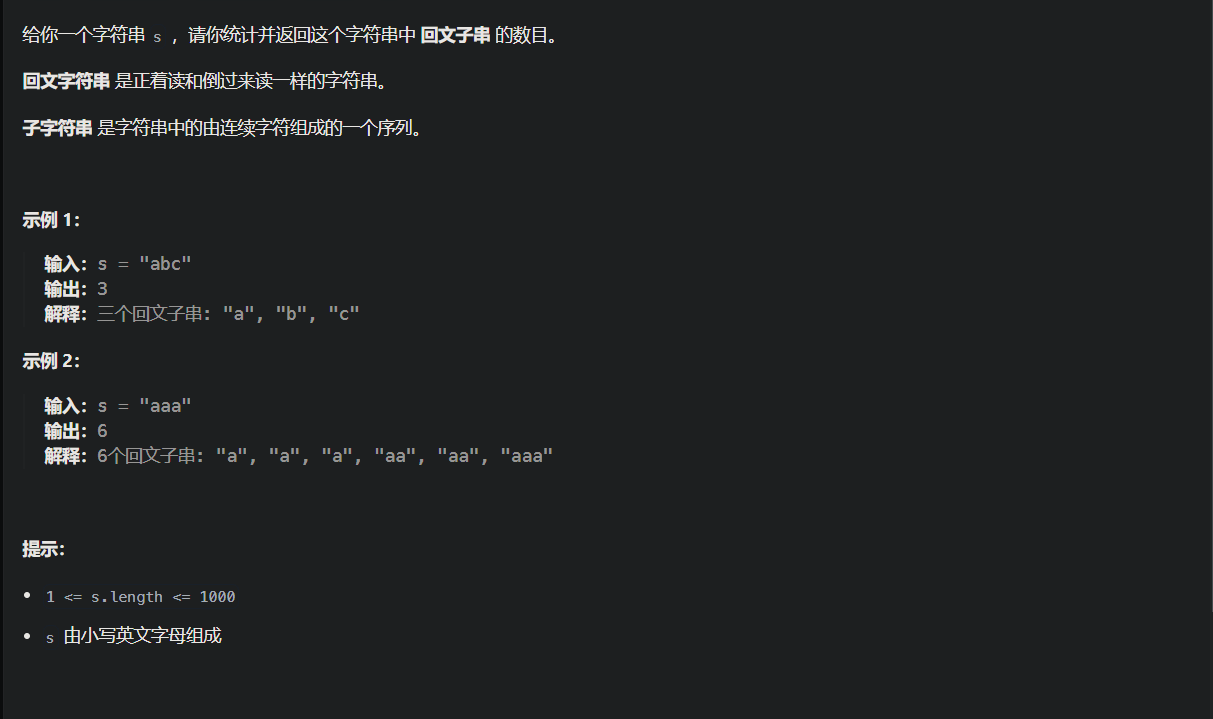 给你一个字符串 s ，请你统计并返回这个字符串中 回文子串 的数目。
回文字符串 是正着读和倒过来读一样的字符串。
子字符串 是字符串中的由连续字符组成的一个序列。
示例 1：
输入：s = "abc"
输出：3
解释：三个回文子串: "a", "b", "c"
示例 2：
输入：s = "aaa"
输出：6
解释：6个回文子串: "a", "a", "a", "aa", "aa", "aaa"
提示：
• 1 <= s.length <= 1000
• s 由小写英文字母组成